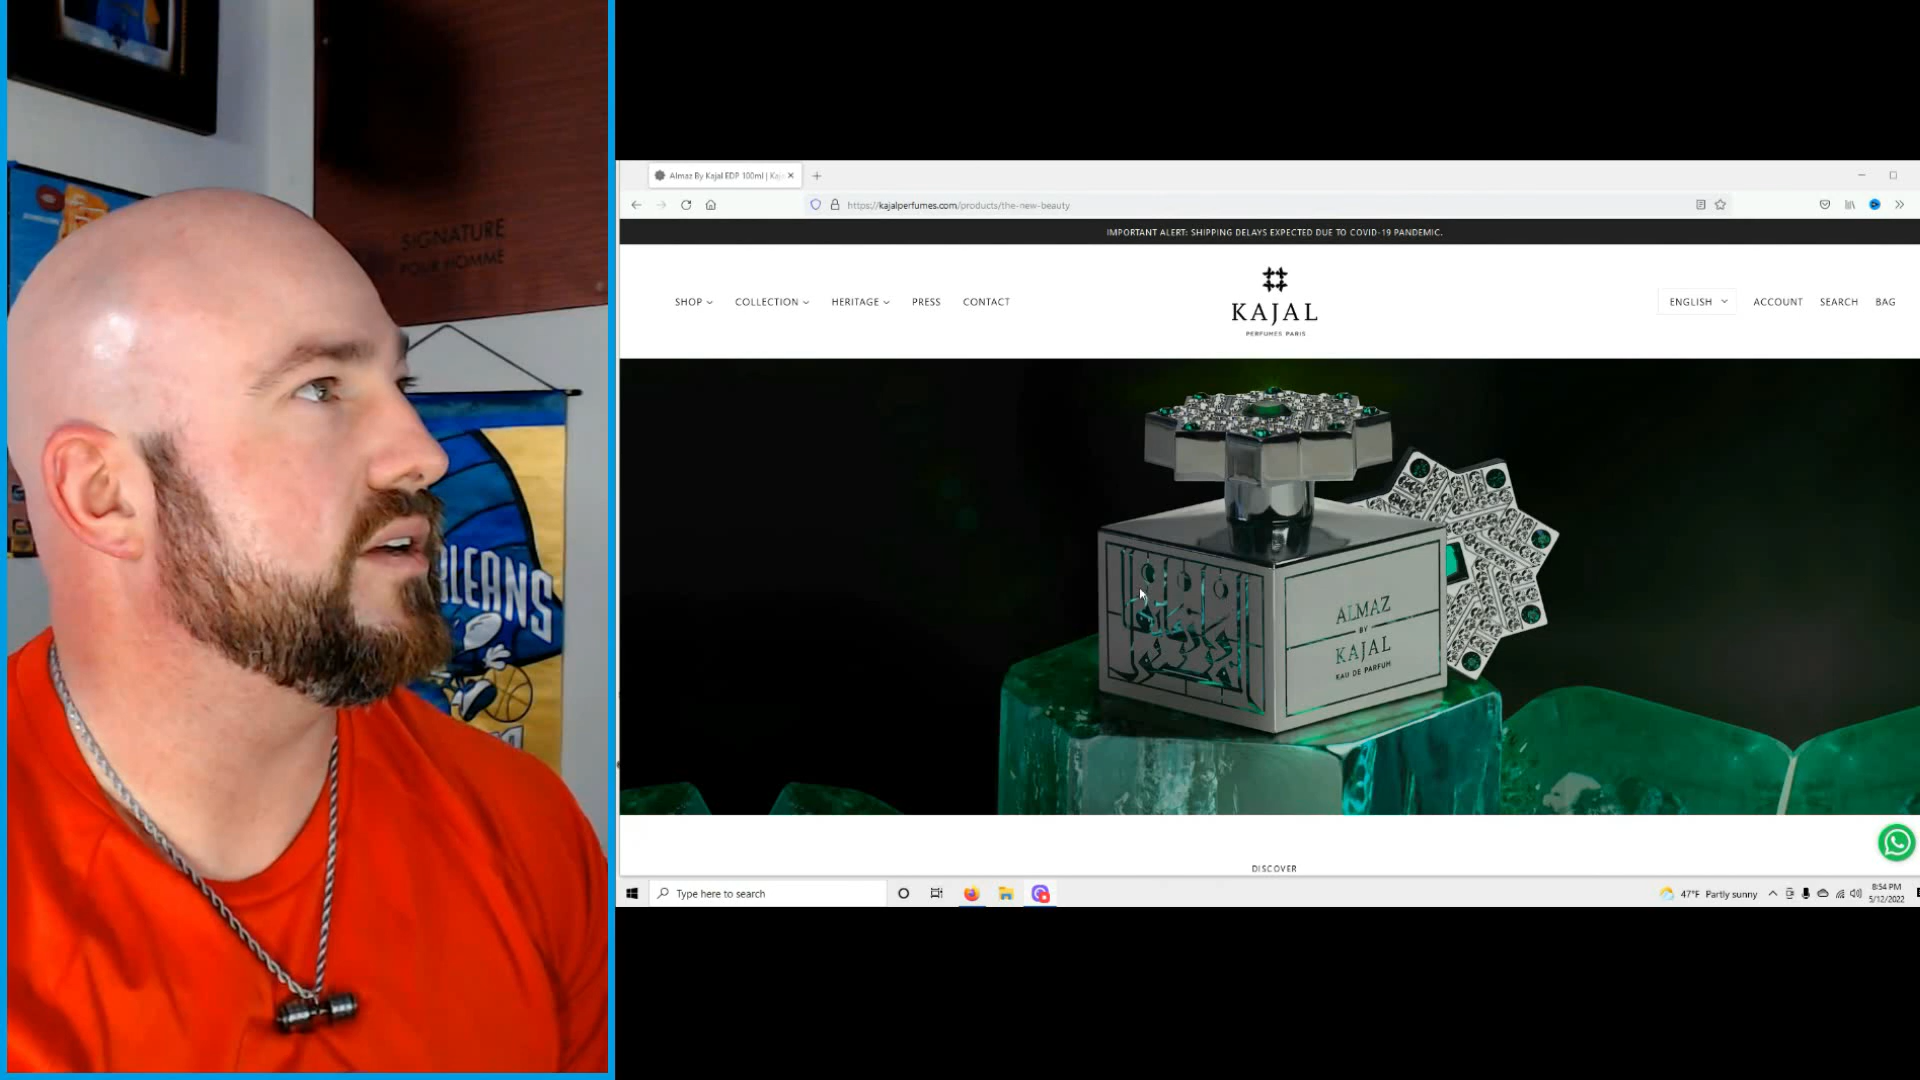 SIGNATURE
POUR HOMME
LEANS
Almaz By Kajal EDP 100ml | Kaj
https://kajalperfumes.com/products/the-new-beauty
IMPORTANT ALERT: SHIPPING DELAYS EXPECTED DUE TO COVID-19 PANDEMIC.
SHOP
COLLECTION
HERITAGE
PRESS
CONTACT
KAJAL
PERFUMES PARIS
ENGLISH
ACCOUNT
SEARCH
BAG
ALMAZ
BY
KAJAL
EAU DE PARFUM
DISCOVER
Type here to search
47°F Partly sunny
8:54 PM
5/12/2022